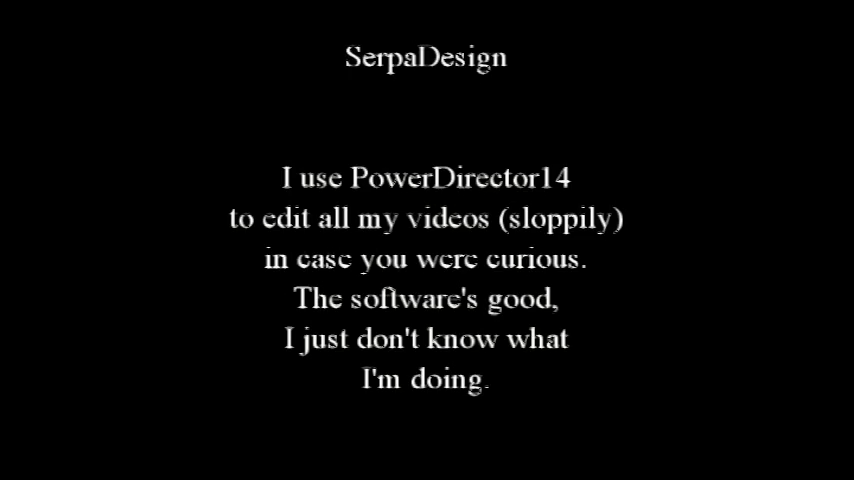 SerpaDesign
I use PowerDirector14
to edit all my videos (sloppily)
in case you were curious.
The software's good,
I just don't know what
I'm doing.